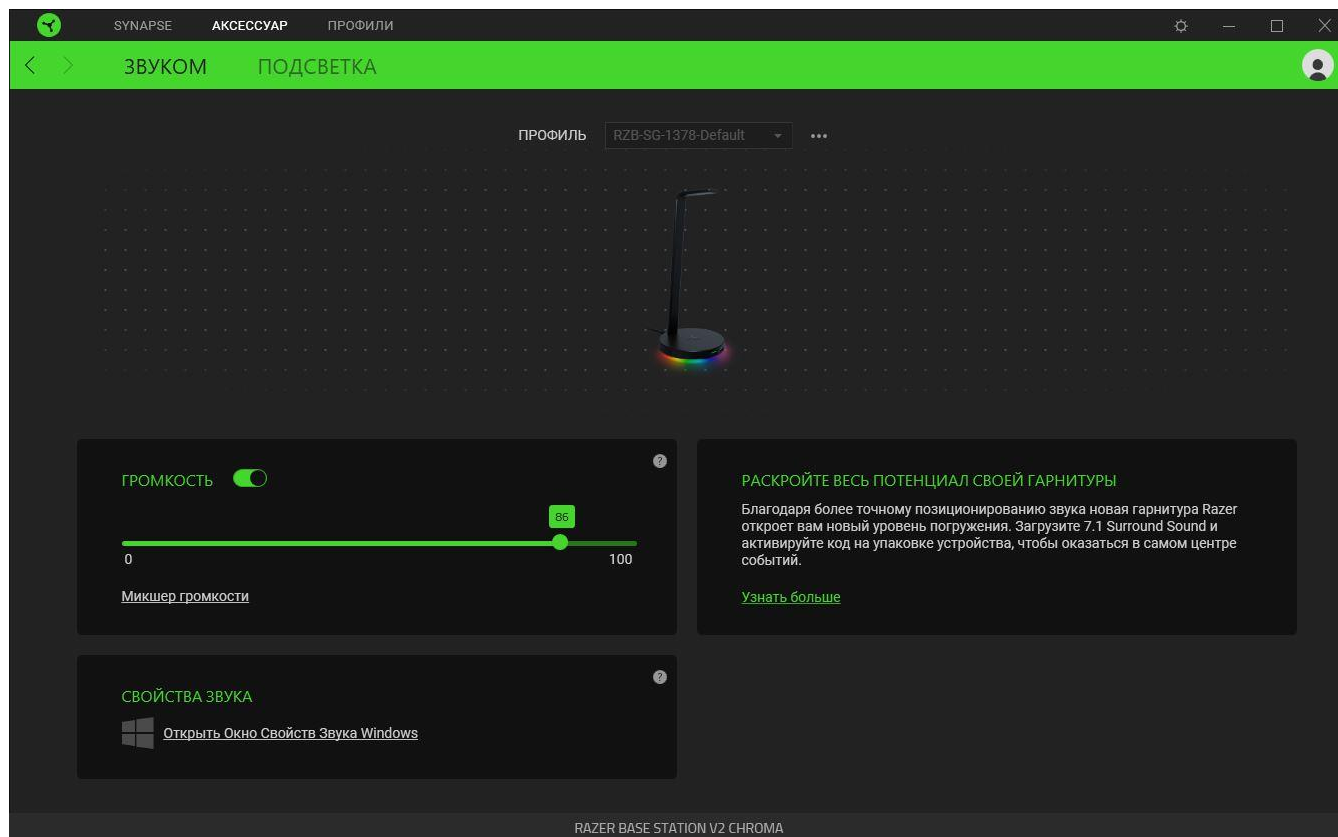 SYNAPSE АКСЕССУАР ПРОФИЛИ
ЗВУКОМ ПОДСВЕТКА
ПРОФИЛЬ RZB-SG-1378-Default
ГРОМКОСТЬ
?
86
0 100
Микшер громкости
РАСКРОЙТЕ ВЕСЬ ПОТЕНЦИАЛ СВОЕЙ ГАРНИТУРЫ
Благодаря более точному позиционированию звука новая гарнитура Razer
откроет вам новый уровень погружения. Загрузите 7.1 Surround Sound и
активируйте код на упаковке устройства, чтобы оказаться в самом центре
событий.
Узнать больше
СВОЙСТВА ЗВУКА
?
Открыть Окно Свойств Звука Windows
RAZER BASE STATION V2 CHROMA